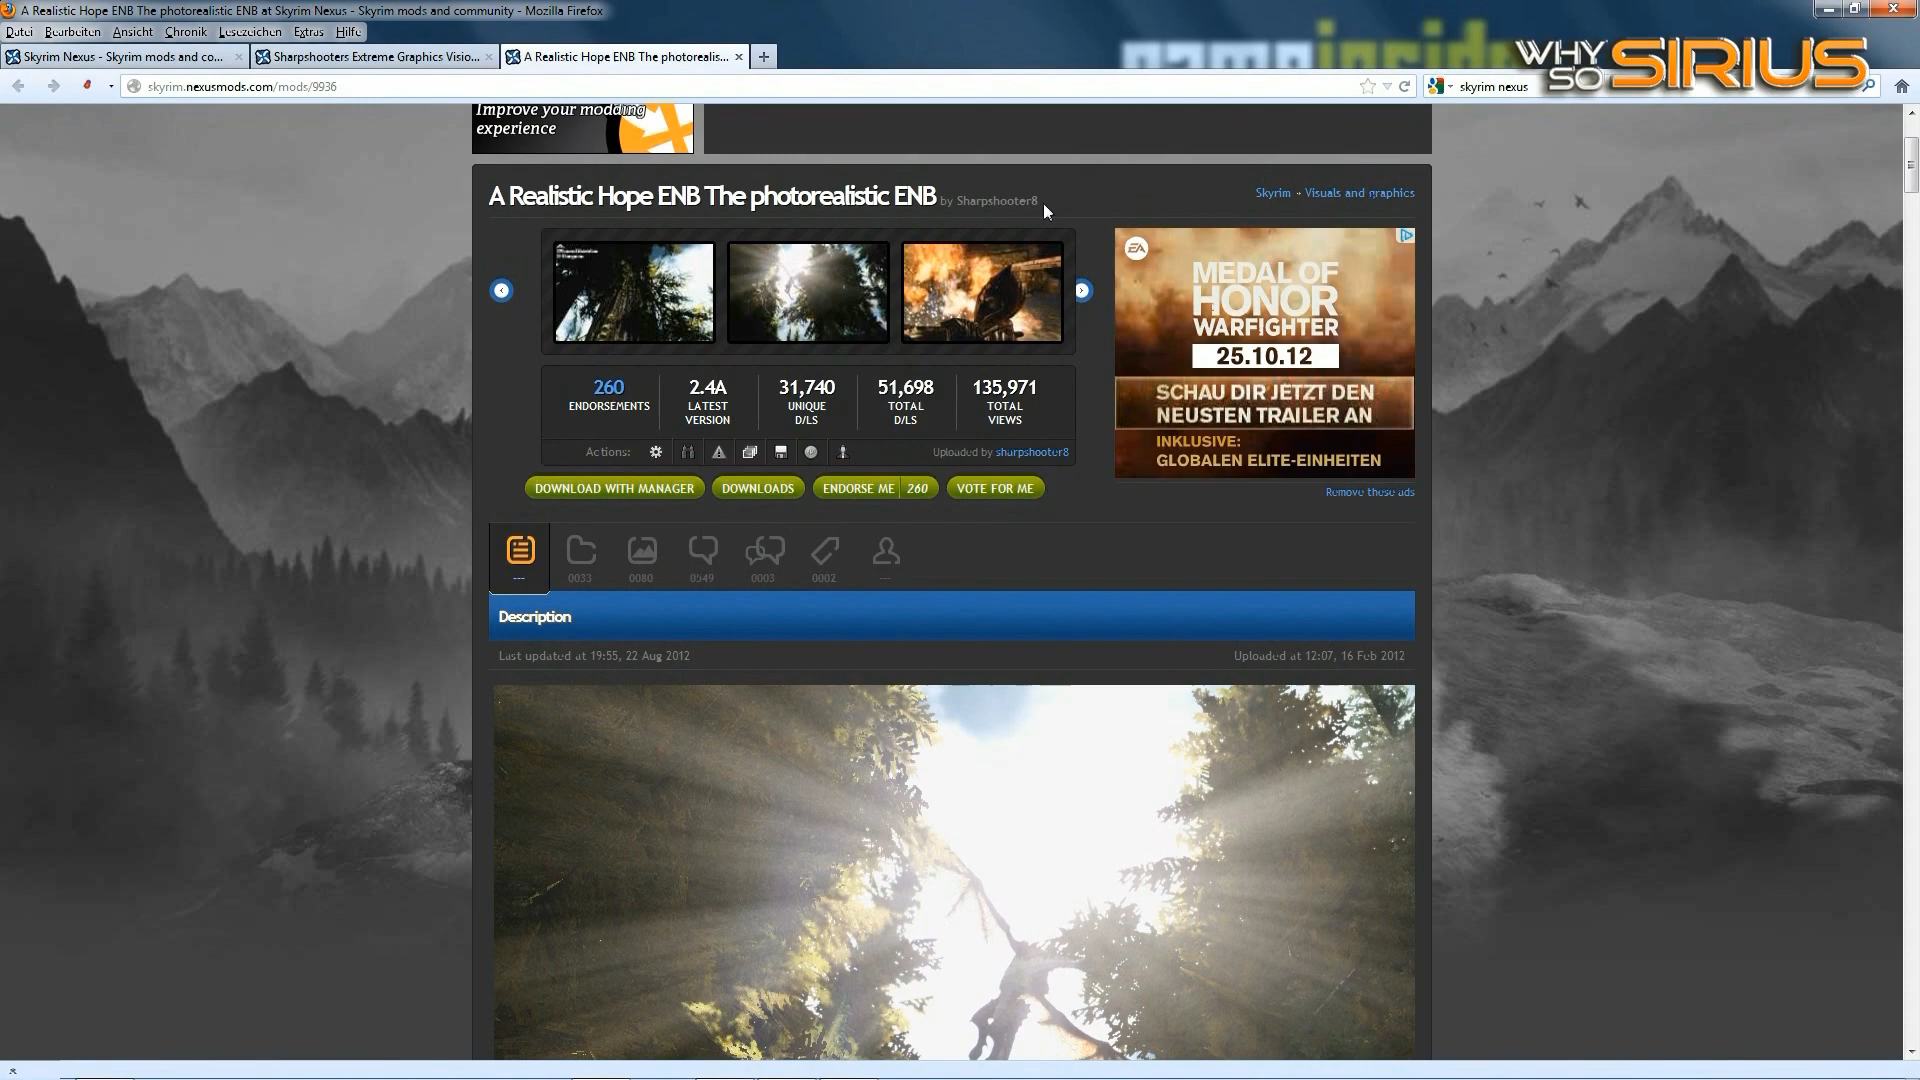 A Realistic Hope ENB The photorealistic ENB at Skyrim Nexus - Skyrim mods and community - Mozilla Firefox
Datei Bearbeiten Ansicht Chronik Lesezeichen Extras Hilfe
Skyrim Nexus - Skyrim mods and co... Sharpshooters Extreme Graphics Visio... A Realistic Hope ENB The photorealis...
skyrim.nexusmods.com/mods/9936
skyrim nexus
WHY SO SIRIUS
Improve your modding
experience
A Realistic Hope ENB The photorealistic ENB by Sharpshooter8
Skyrim Visuals and graphics
EA
MEDAL OF
HONOR
WARFIGHTER
25.10.12
SCHAU DIR JETZT DEN
NEUSTEN TRAILER AN
INKLUSIVE:
GLOBALEN ELITE-EINHEITEN
Remove these ads
260 2.4A 31,740 51,698 135,971
ENDORSEMENTS LATEST UNIQUE TOTAL TOTAL
VERSION D/LS D/LS VIEWS
Actions: Uploaded by sharpshooter8
DOWNLOAD WITH MANAGER DOWNLOADS ENDORSE ME 260 VOTE FOR ME
--- 0033 0080 0549 0003 0002 ---
Description
Last updated at 19:55, 22 Aug 2012 Uploaded at 12:07, 16 Feb 2012